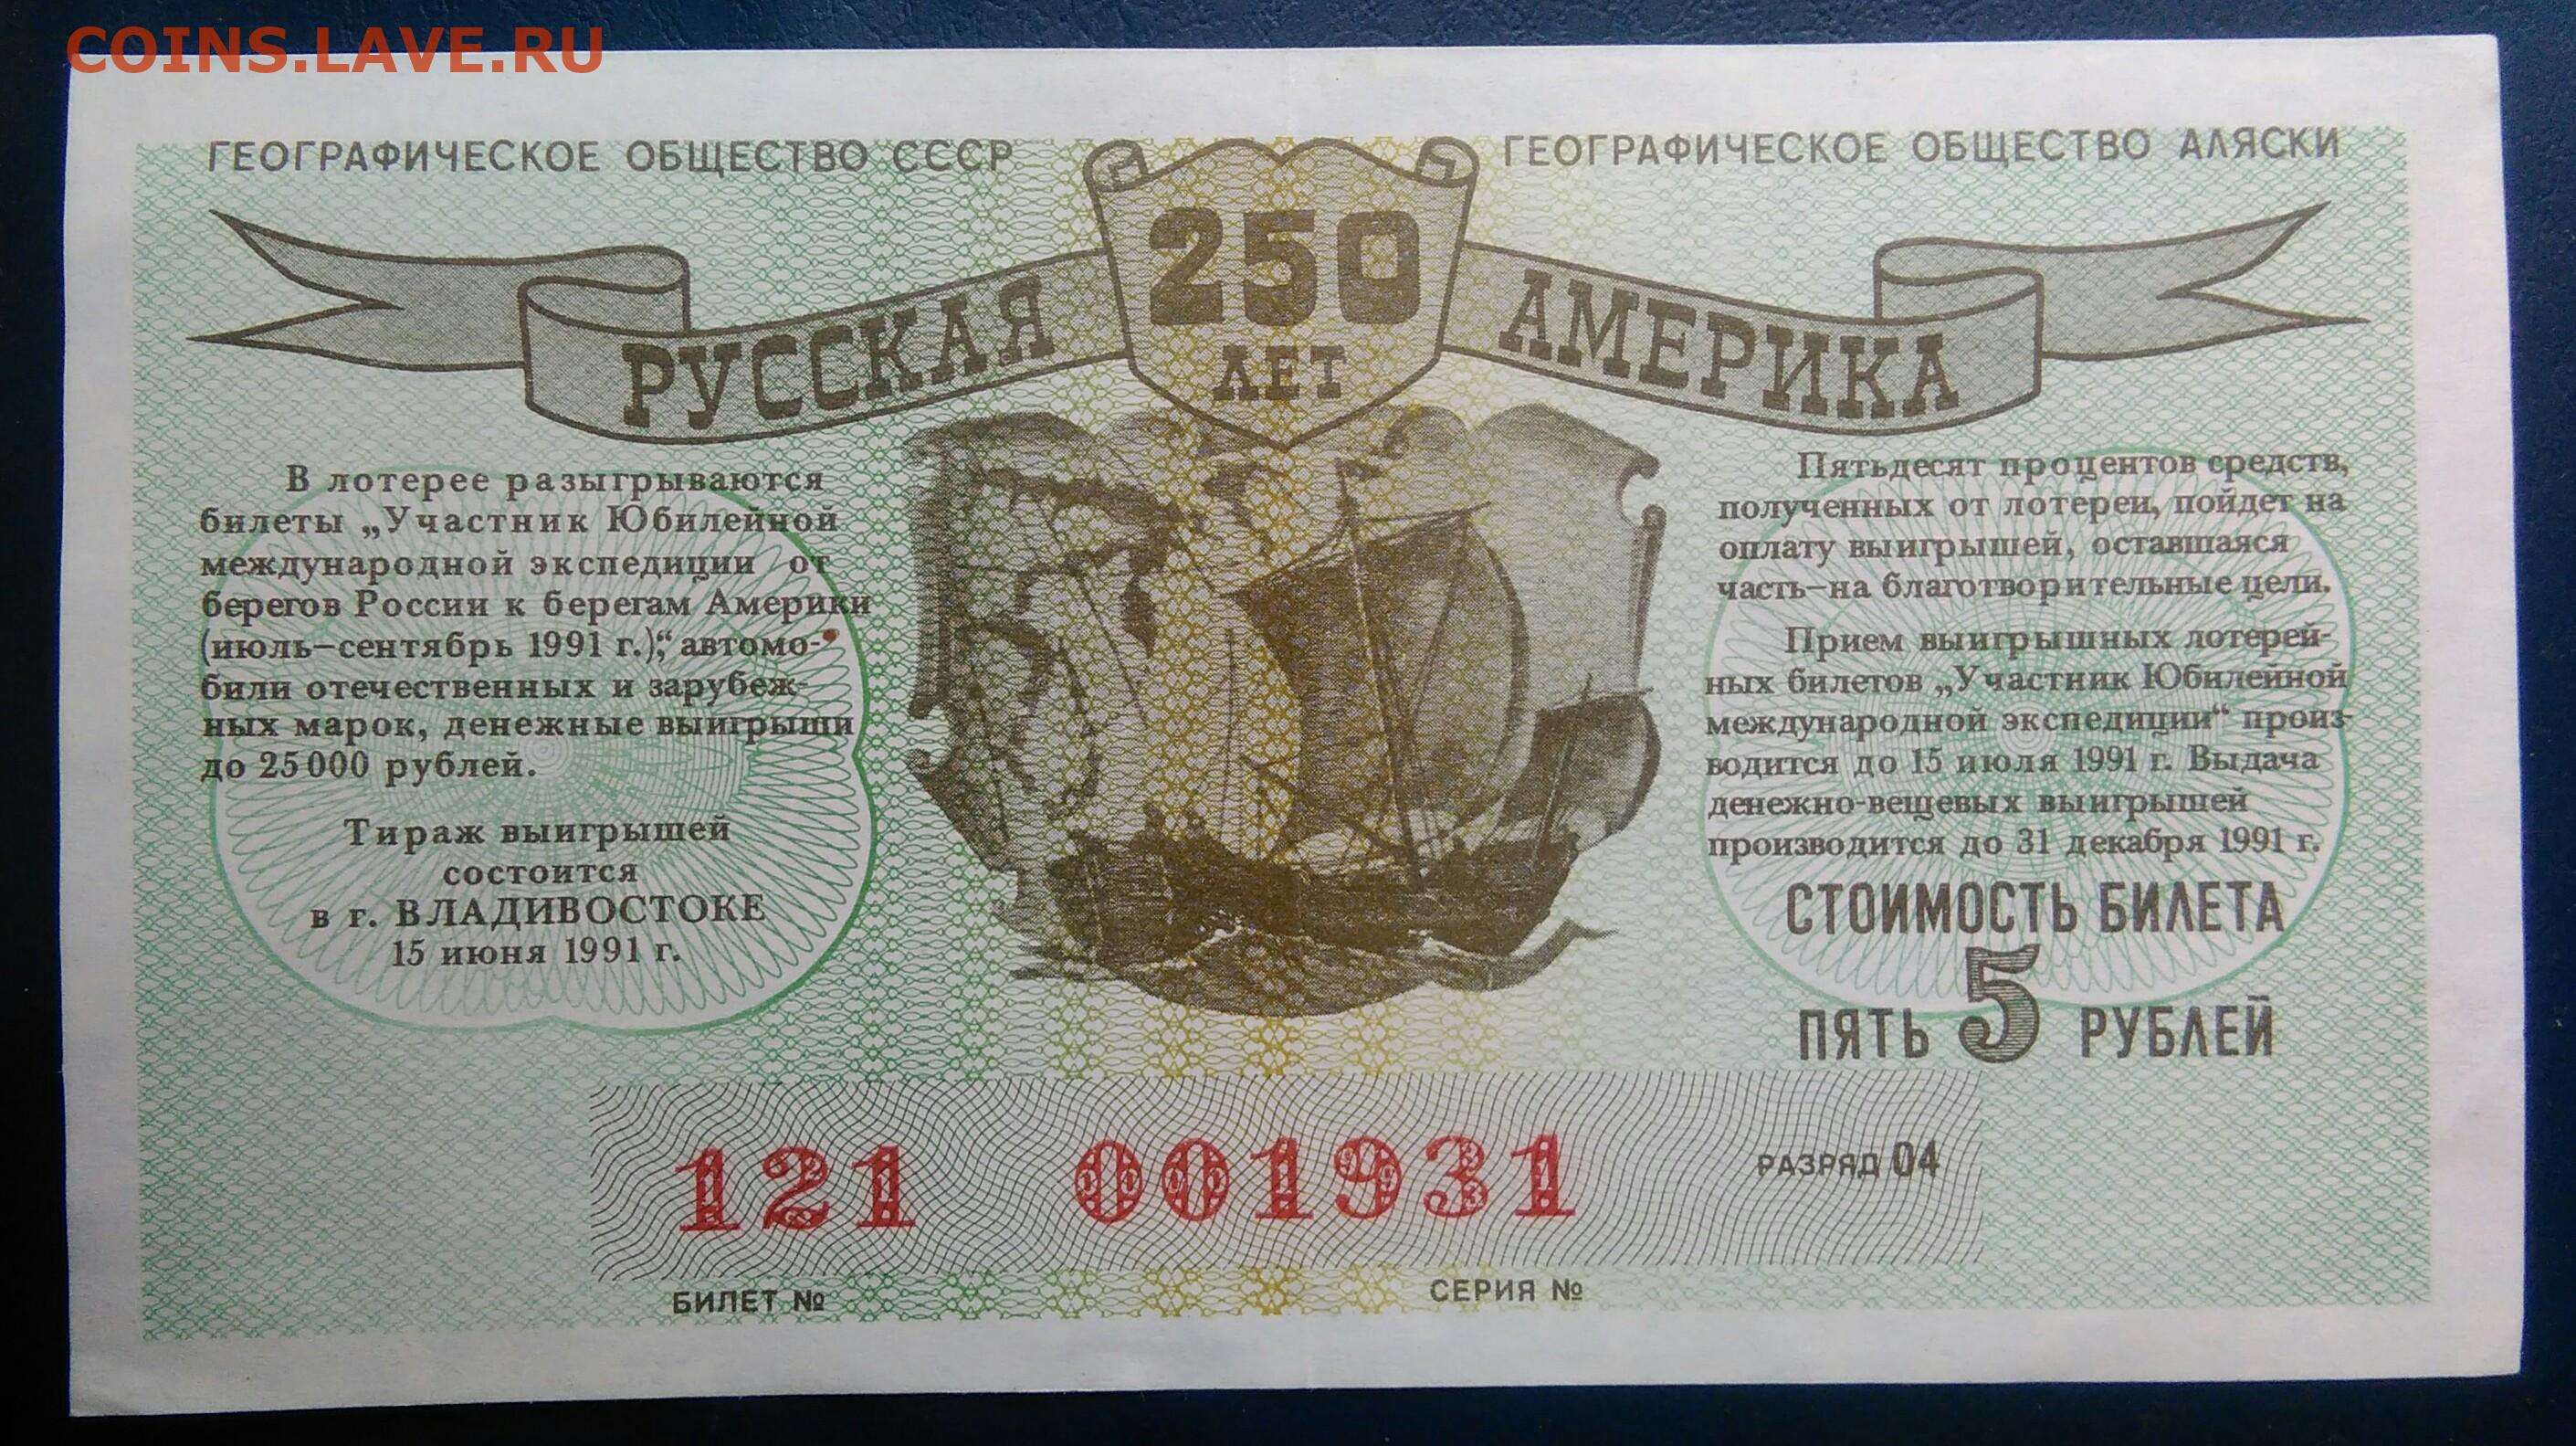 COINS.LAVE.RU
ГЕОГРАФИЧЕСКОЕ ОБЩЕСТВО СССР
ГЕОГРАФИЧЕСКОЕ ОБЩЕСТВО АЛЯСКИ
РУССКАЯ
250
ЛЕТ
АМЕРИКА
В лотерее разыгрываются
билеты „Участник Юбилейной
международной экспедиции от
берегов России к берегам Америки
(июль–сентябрь 1991 г.)“, автомо-
били отечественных и зарубеж-
ных марок, денежные выигрыши
до 25000 рублей.
Тираж выигрышей
состоится
в г. ВЛАДИВОСТОКЕ
15 июня 1991 г.
Пятьдесят процентов средств,
полученных от лотереи, пойдет на
оплату выигрышей, оставшаяся
часть–на благотворительные цели.
Прием выигрышных лотерей-
ных билетов „Участник Юбилейной
международной экспедиции“ произ-
водится до 15 июля 1991 г. Выдача
денежно-вещевых выигрышей
производится до 31 декабря 1991 г.
СТОИМОСТЬ БИЛЕТА
ПЯТЬ 5 РУБЛЕЙ
121 001931 РАЗРЯД 04
БИЛЕТ № СЕРИЯ №